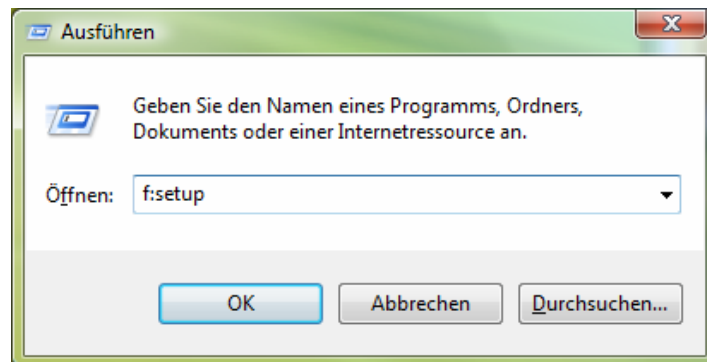 Ausführen
Geben Sie den Namen eines Programms, Ordners,
Dokuments oder einer Internetressource an.
Öffnen: f:setup
OK Abbrechen Durchsuchen...